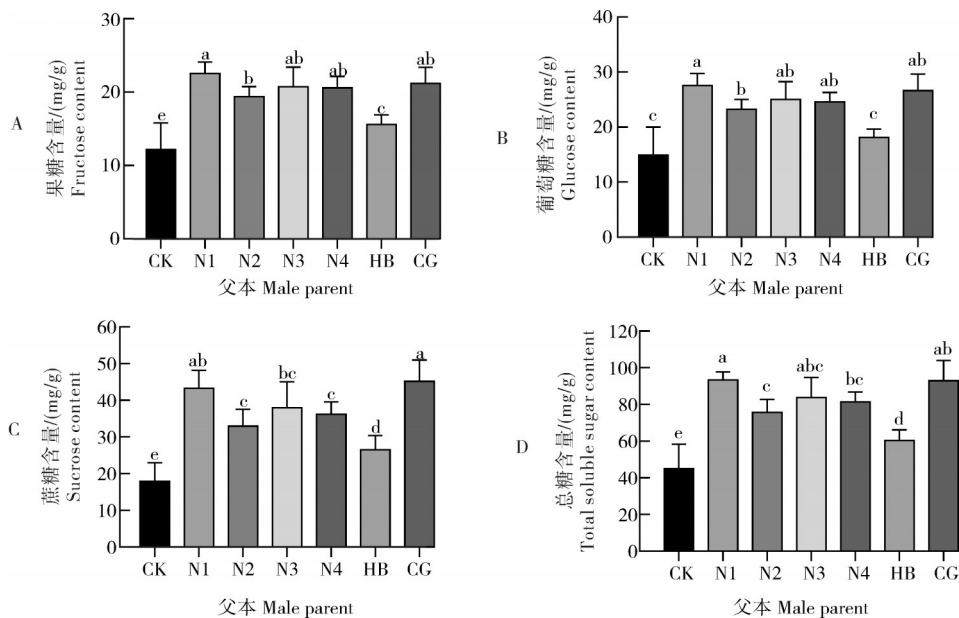 A
果糖含量/(mg/g)
Fructose content
30
20
10
0
e
a
b
ab
ab
c
ab
CK N1 N2 N3 N4 HB CG
父本 Male parent
B
葡萄糖含量/(mg/g)
Glucose content
40
30
20
10
0
c
a
b
ab
ab
c
ab
CK N1 N2 N3 N4 HB CG
父本 Male parent
C
蔗糖含量/(mg/g)
Sucrose content
60
50
40
30
20
10
0
e
ab
c
bc
c
d
a
CK N1 N2 N3 N4 HB CG
父本 Male parent
D
总糖含量/(mg/g)
Total soluble sugar content
120
100
80
60
40
20
0
e
a
c
abc
bc
d
ab
CK N1 N2 N3 N4 HB CG
父本 Male parent